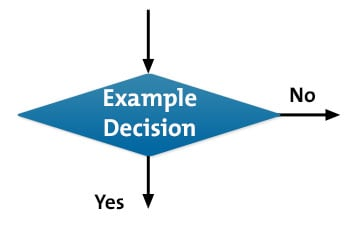 Example
Decision
No
Yes